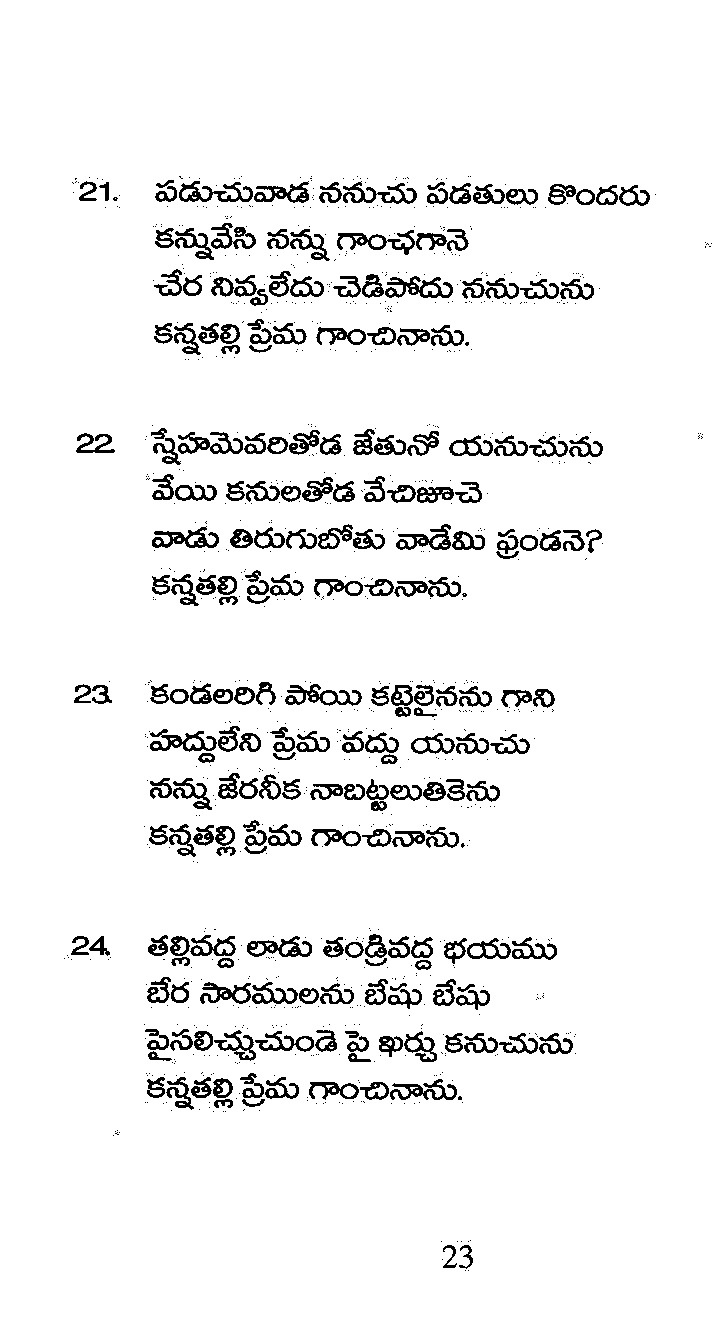 21. పడుచువాడ ననుచు పడతులు కొందరు
కన్నువేసి నన్ను గాంఛగానె
చేర నివ్వలేదు చెడిపోదు ననుచును
కన్నతల్లి ప్రేమ గాంచినాను.
22. స్నేహమెవరితోడ జేతునో యనుచును
వేయి కనులతోడ వేచిజూచె
వాడు తిరుగుబోతు వాడేమి ఫ్రండనె?
కన్నతల్లి ప్రేమ గాంచినాను.
23. కండలరిగి పోయి కట్టెలైనను గాని
హద్దులేని ప్రేమ వద్దు యనుచు
నన్ను జేరనీక నాబట్టలుతికెను
కన్నతల్లి ప్రేమ గాంచినాను.
24. తల్లివద్ద లాడు తండ్రివద్ద భయము
బేర సారములను బేషు బేషు
పైసలిచ్చుచుండె పై ఖర్చు కనుచును
కన్నతల్లి ప్రేమ గాంచినాను.
23